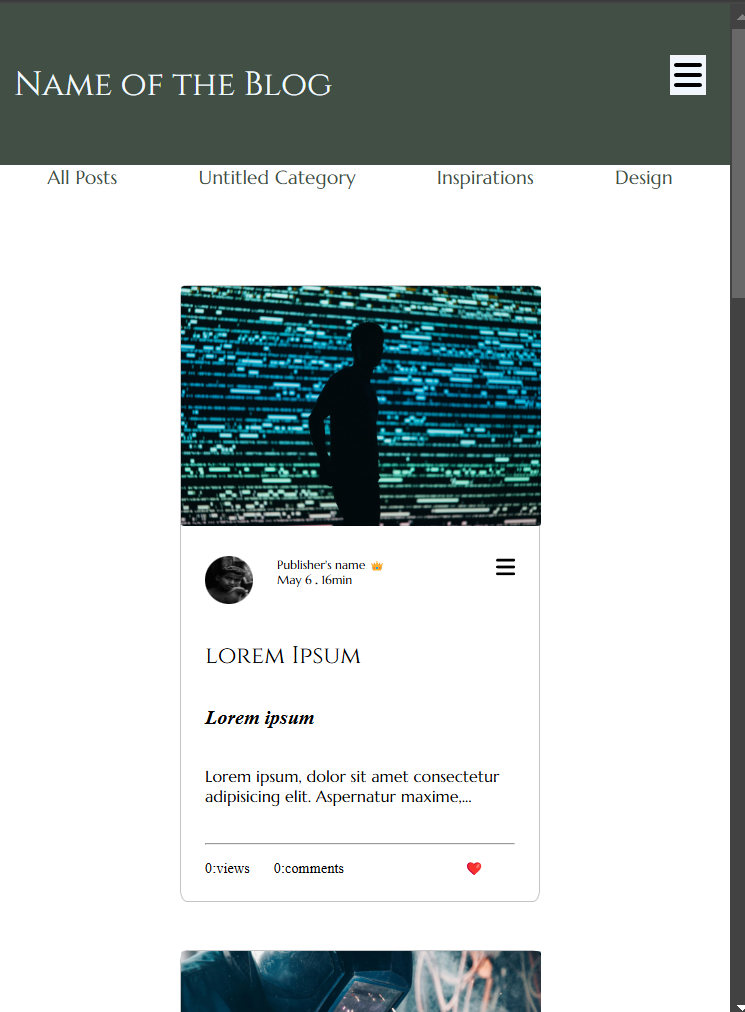 Name of the Blog
All Posts Untitled Category Inspirations Design
Publisher's name 👑
May 6 . 16min
lorem Ipsum
Lorem ipsum
Lorem ipsum, dolor sit amet consectetur
adipisicing elit. Aspernatur maxime,...
0:views 0:comments ❤️